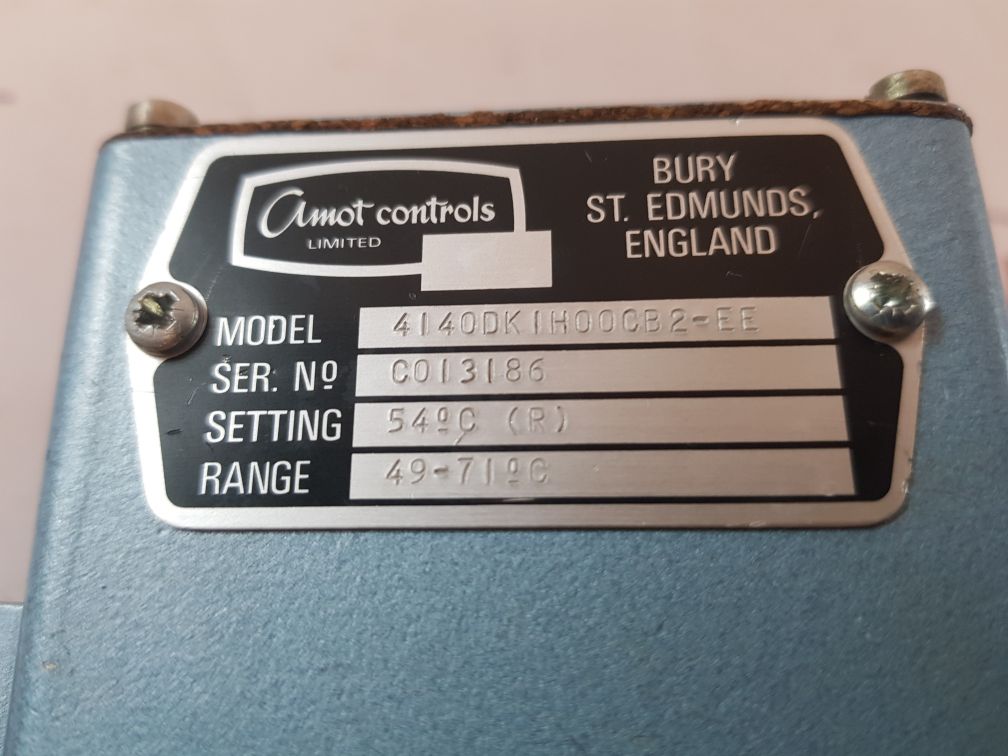 Amot controls
LIMITED
BURY
ST. EDMUNDS,
ENGLAND
MODEL 4140DK1H00CB2-EE
SER. Nº C013186
SETTING 54ºC (R)
RANGE 49-71ºC